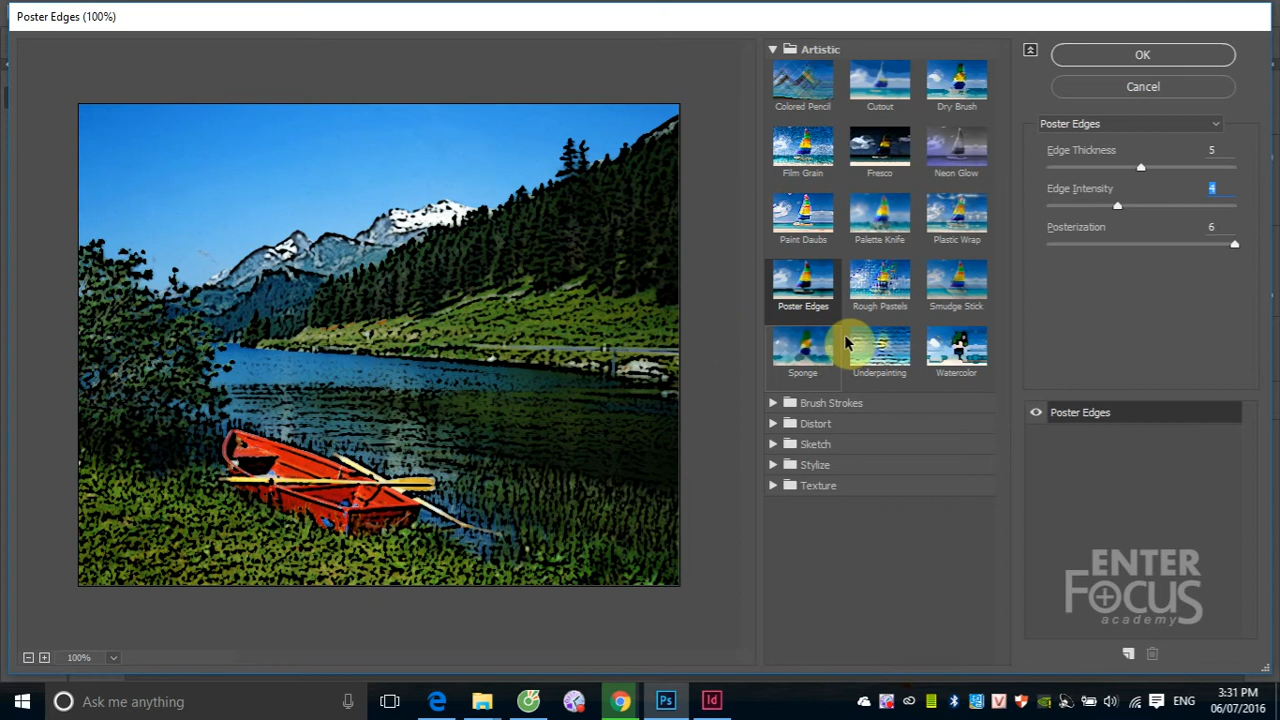 Poster Edges (100%)
Artistic
Colored Pencil
Cutout
Dry Brush
Film Grain
Fresco
Neon Glow
Paint Daubs
Palette Knife
Plastic Wrap
Poster Edges
Rough Pastels
Smudge Stick
Sponge
Underpainting
Watercolor
Brush Strokes
Distort
Sketch
Stylize
Texture
OK
Cancel
Poster Edges
Edge Thickness 5
Edge Intensity 4
Posterization 6
Poster Edges
ENTER
FOCUS
academy
100%
Ask me anything
Ps
Id
ENG
3:31 PM
06/07/2016